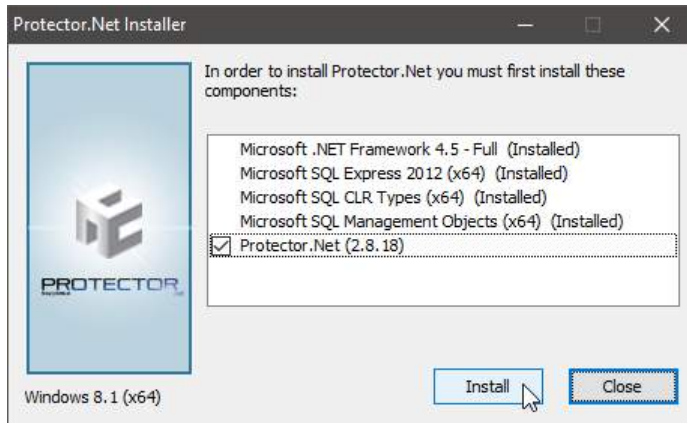 Protector.Net Installer
In order to install Protector.Net you must first install these
components:
Microsoft .NET Framework 4.5 - Full (Installed)
Microsoft SQL Express 2012 (x64) (Installed)
Microsoft SQL CLR Types (x64) (Installed)
Microsoft SQL Management Objects (x64) (Installed)
Protector.Net (2.8.18)
PROTECTOR
Windows 8.1 (x64)
Install
Close